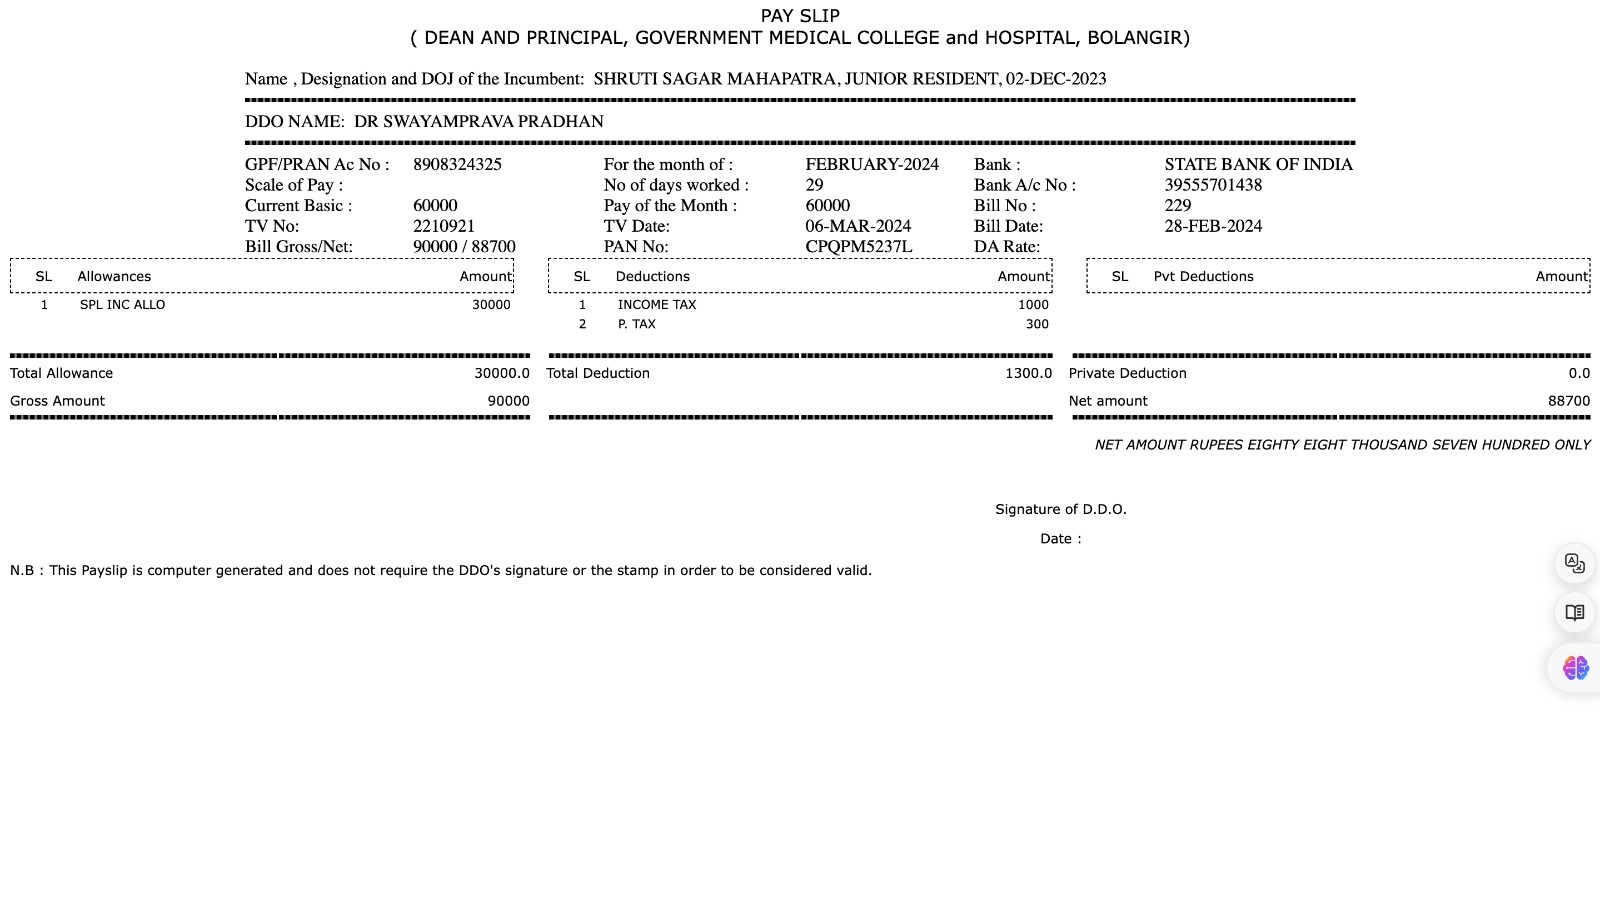 PAY SLIP
( DEAN AND PRINCIPAL, GOVERNMENT MEDICAL COLLEGE and HOSPITAL, BOLANGIR)
Name , Designation and DOJ of the Incumbent: SHRUTI SAGAR MAHAPATRA, JUNIOR RESIDENT, 02-DEC-2023
DDO NAME: DR SWAYAMPRAVA PRADHAN
GPF/PRAN Ac No : 8908324325 For the month of : FEBRUARY-2024 Bank : STATE BANK OF INDIA
Scale of Pay : No of days worked : 29 Bank A/c No : 39555701438
Current Basic : 60000 Pay of the Month : 60000 Bill No : 229
TV No: 2210921 TV Date: 06-MAR-2024 Bill Date: 28-FEB-2024
Bill Gross/Net: 90000 / 88700 PAN No: CPQPM5237L DA Rate:
SL Allowances Amount SL Deductions Amount SL Pvt Deductions Amount
1 SPL INC ALLO 30000 1 INCOME TAX 1000
2 P. TAX 300
Total Allowance 30000.0 Total Deduction 1300.0 Private Deduction 0.0
Gross Amount 90000 Net amount 88700
NET AMOUNT RUPEES EIGHTY EIGHT THOUSAND SEVEN HUNDRED ONLY
Signature of D.D.O.
Date :
N.B : This Payslip is computer generated and does not require the DDO's signature or the stamp in order to be considered valid.